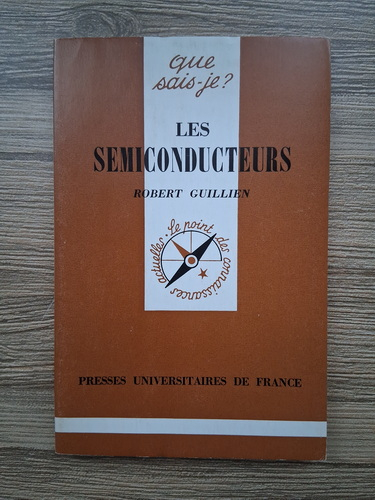 que
sais-je?
LES
SEMICONDUCTEURS
ROBERT GUILLIEN
Le point des connaissances actuelles
PRESSES UNIVERSITAIRES DE FRANCE